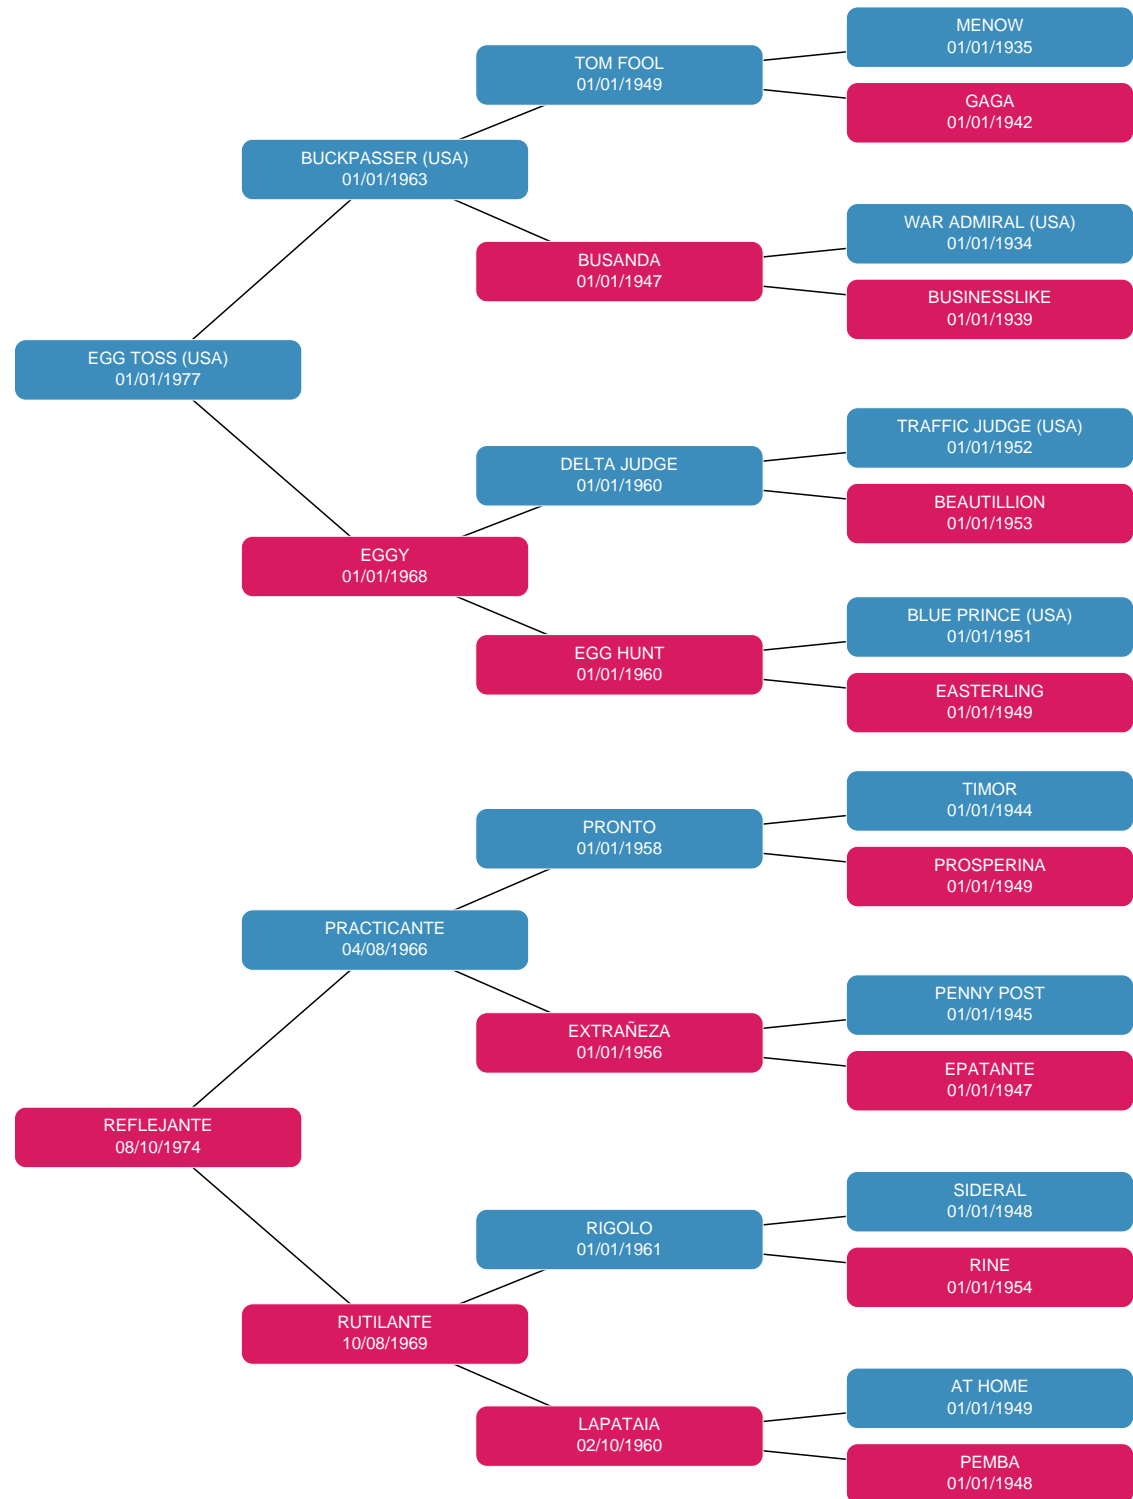 MENOW
01/01/1935
TOM FOOL
01/01/1949
GAGA
01/01/1942
BUCKPASSER (USA)
01/01/1963
WAR ADMIRAL (USA)
01/01/1934
BUSANDA
01/01/1947
BUSINESSLIKE
01/01/1939
EGG TOSS (USA)
01/01/1977
TRAFFIC JUDGE (USA)
01/01/1952
DELTA JUDGE
01/01/1960
BEAUTILLION
01/01/1953
EGGY
01/01/1968
BLUE PRINCE (USA)
01/01/1951
EGG HUNT
01/01/1960
EASTERLING
01/01/1949
TIMOR
01/01/1944
PRONTO
01/01/1958
PROSPERINA
01/01/1949
PRACTICANTE
04/08/1966
PENNY POST
01/01/1945
EXTRAÑEZA
01/01/1956
EPATANTE
01/01/1947
REFLEJANTE
08/10/1974
SIDERAL
01/01/1948
RIGOLO
01/01/1961
RINE
01/01/1954
RUTILANTE
10/08/1969
AT HOME
01/01/1949
LAPATAIA
02/10/1960
PEMBA
01/01/1948